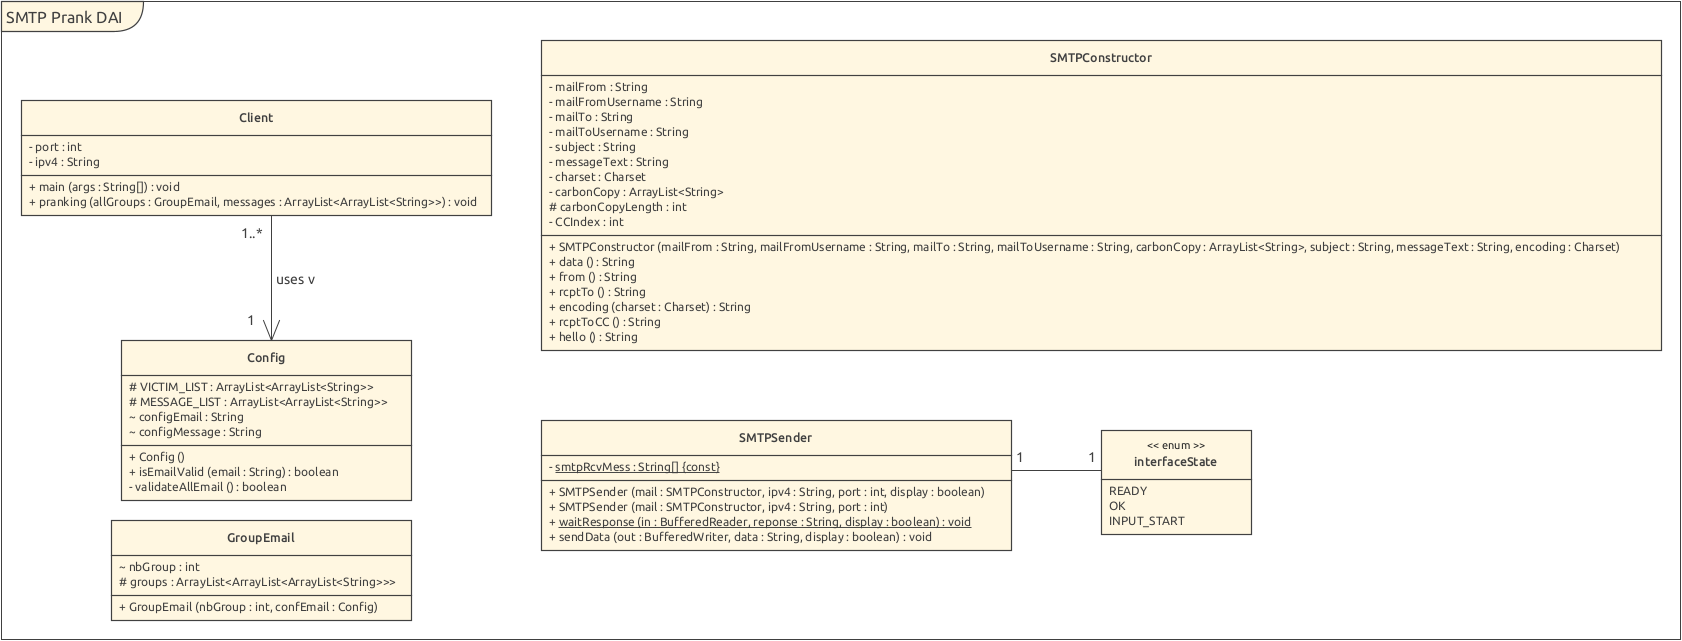 SMTP Prank DAI
Client
- port : int
- ipv4 : String
+ main (args : String[]) : void
+ pranking (allGroups : GroupEmail, messages : ArrayList<ArrayList<String>>) : void
1..*
uses v
1
Config
# VICTIM_LIST : ArrayList<ArrayList<String>>
# MESSAGE_LIST : ArrayList<ArrayList<String>>
~ configEmail : String
~ configMessage : String
+ Config ()
+ isEmailValid (email : String) : boolean
- validateAllEmail () : boolean
GroupEmail
~ nbGroup : int
# groups : ArrayList<ArrayList<ArrayList<String>>>
+ GroupEmail (nbGroup : int, confEmail : Config)
SMTPConstructor
- mailFrom : String
- mailFromUsername : String
- mailTo : String
- mailToUsername : String
- subject : String
- messageText : String
- charset : Charset
- carbonCopy : ArrayList<String>
# carbonCopyLength : int
- CCIndex : int
+ SMTPConstructor (mailFrom : String, mailFromUsername : String, mailTo : String, mailToUsername : String, carbonCopy : ArrayList<String>, subject : String, messageText : String, encoding : Charset)
+ data () : String
+ from () : String
+ rcptTo () : String
+ encoding (charset : Charset) : String
+ rcptToCC () : String
+ hello () : String
SMTPSender
- smtpRcvMess : String[] {const}
+ SMTPSender (mail : SMTPConstructor, ipv4 : String, port : int, display : boolean)
+ SMTPSender (mail : SMTPConstructor, ipv4 : String, port : int)
+ waitResponse (in : BufferedReader, reponse : String, display : boolean) : void
+ sendData (out : BufferedWriter, data : String, display : boolean) : void
1
1
<< enum >>
interfaceState
READY
OK
INPUT_START